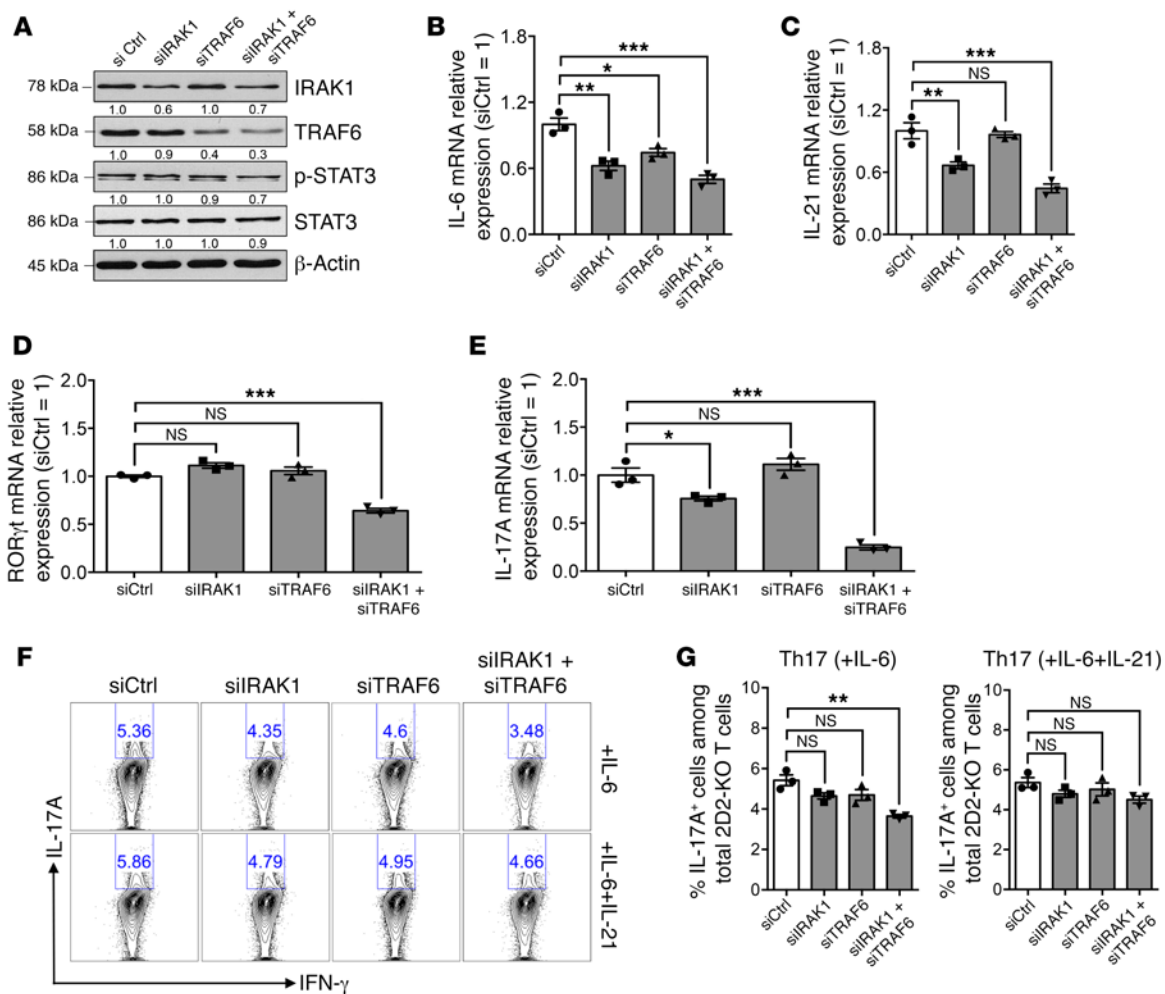 A
si Ctrl
siIRAK1
siTRAF6
siIRAK1 +
siTRAF6
78 kDa
IRAK1
1.0 0.6 1.0 0.7
58 kDa
TRAF6
1.0 0.9 0.4 0.3
86 kDa
p-STAT3
1.0 1.0 0.9 0.7
86 kDa
STAT3
1.0 1.0 1.0 0.9
45 kDa
β-Actin
B
IL-6 mRNA relative
expression (siCtrl = 1)
1.8
1.2
0.6
0.0
***
*
**
siCtrl
siIRAK1
siTRAF6
siIRAK1 +
siTRAF6
C
IL-21 mRNA relative
expression (siCtrl = 1)
1.8
1.2
0.6
0.0
***
NS
**
siCtrl
siIRAK1
siTRAF6
siIRAK1 +
siTRAF6
D
RORγt mRNA relative
expression (siCtrl = 1)
2.0
1.5
1.0
0.5
0.0
***
NS
NS
siCtrl
siIRAK1
siTRAF6
siIRAK1 +
siTRAF6
E
IL-17A mRNA relative
expression (siCtrl = 1)
2.0
1.5
1.0
0.5
0.0
***
NS
*
siCtrl
siIRAK1
siTRAF6
siIRAK1 +
siTRAF6
F
siCtrl
siIRAK1
siTRAF6
siIRAK1 +
siTRAF6
5.36
4.35
4.6
3.48
+IL-6
5.86
4.79
4.95
4.66
+IL-6+IL-21
IL-17A
IFN-γ
G
Th17 (+IL-6)
% IL-17A+ cells among
total 2D2-KO T cells
10
8
6
4
2
0
**
NS
NS
siCtrl
siIRAK1
siTRAF6
siIRAK1 +
siTRAF6
Th17 (+IL-6+IL-21)
% IL-17A+ cells among
total 2D2-KO T cells
10
8
6
4
2
0
NS
NS
NS
siCtrl
siIRAK1
siTRAF6
siIRAK1 +
siTRAF6